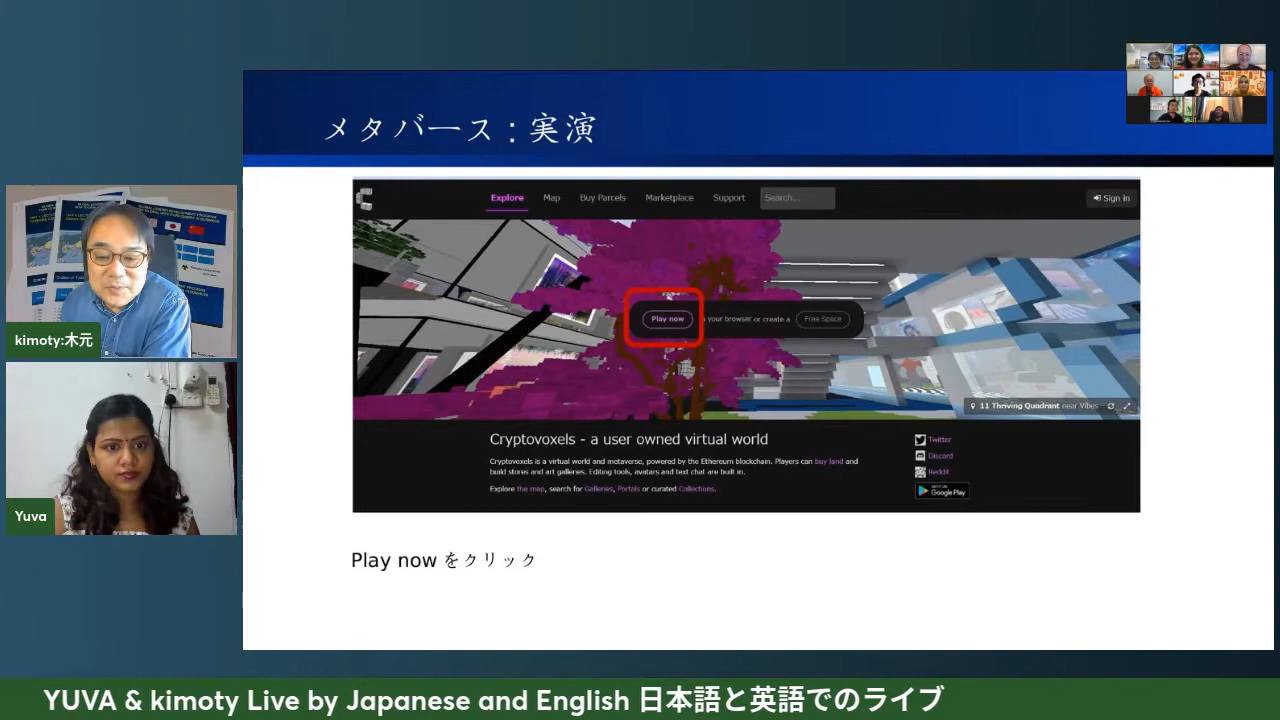 メタバース：実演
Explore Map Buy Parcels Marketplace Support Search... Sign in
Play now your browser or create a Free Space
11 Thriving Quadrant near Vibes
Cryptovoxels - a user owned virtual world
Cryptovoxels is a virtual world and metaverse, powered by the Ethereum blockchain. Players can buy land and
build stores and art galleries. Editing tools, avatars and text chat are built in.
Explore the map, search for Galleries, Portals or curated Collections.
Twitter
Discord
Reddit
GET IT ON
Google Play
Play now をクリック
kimoty:木元
Yuva
YUVA & kimoty Live by Japanese and English 日本語と英語でのライブ